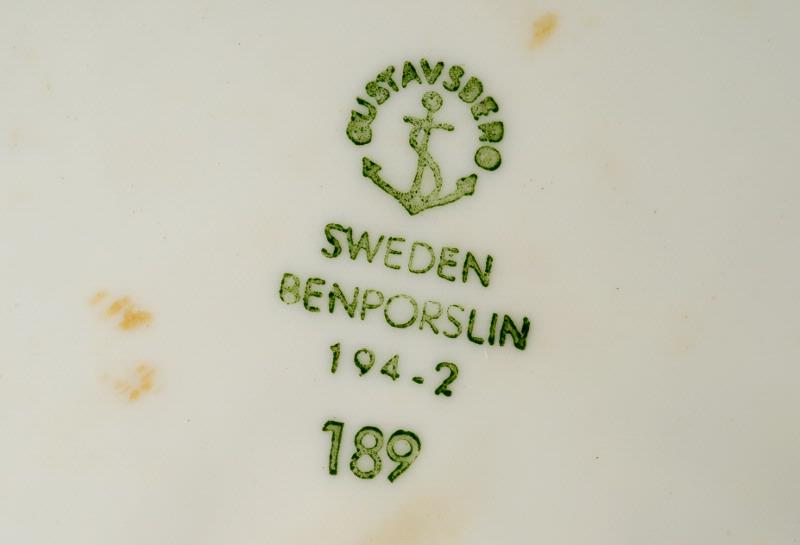 GUSTAVSBERG
SWEDEN
BENPORSLIN
194-2
189